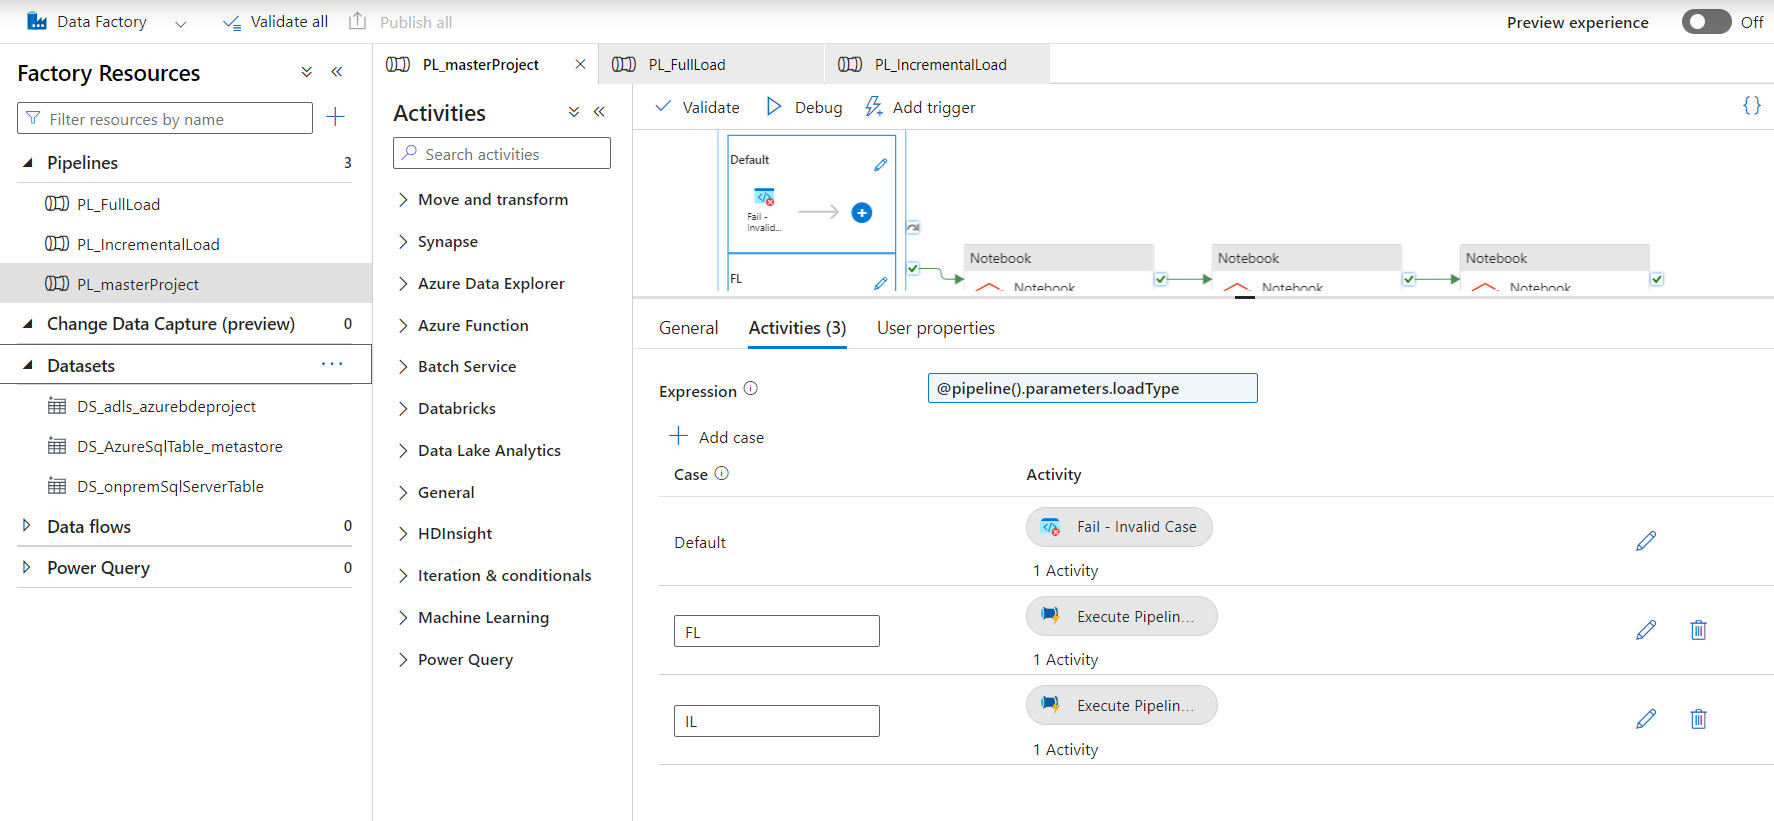 Data Factory
Validate all
Publish all
Preview experience
Off
Factory Resources
Filter resources by name
Pipelines 3
PL_FullLoad
PL_IncrementalLoad
PL_masterProject
Change Data Capture (preview) 0
Datasets
DS_adls_azurebdeproject
DS_AzureSqlTable_metastore
DS_onpremSqlServerTable
Data flows 0
Power Query 0
PL_masterProject
PL_FullLoad
PL_IncrementalLoad
Activities
Search activities
Move and transform
Synapse
Azure Data Explorer
Azure Function
Batch Service
Databricks
Data Lake Analytics
General
HDInsight
Iteration & conditionals
Machine Learning
Power Query
Validate
Debug
Add trigger
{}
Default
Fail -
Invalid...
FL
Notebook
Notebook
Notebook
Notebook
Notebook
Notebook
General
Activities (3)
User properties
Expression
@pipeline().parameters.loadType
Add case
Case
Activity
Default
Fail - Invalid Case
1 Activity
FL
Execute Pipelin...
1 Activity
IL
Execute Pipelin...
1 Activity